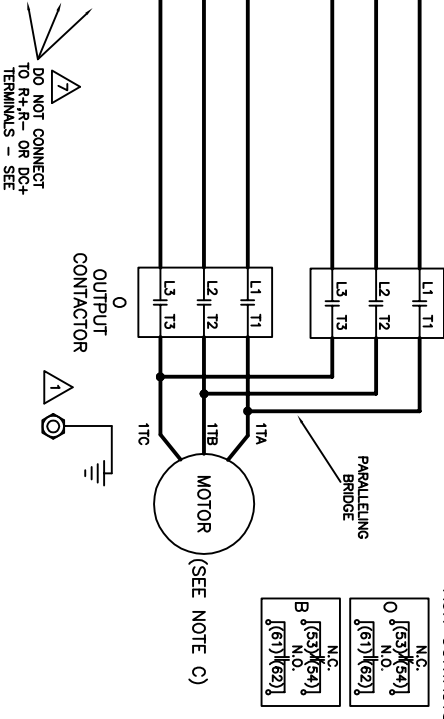 L1 T1
L2 T2
L3 T3
L1 T1
L2 T2
L3 T3
O
OUTPUT
CONTACTOR
7
DO NOT CONNECT
TO R+,R- OR DC+
TERMINALS - SEE
1
PARALLELING
BRIDGE
1TA
1TB
1TC
MOTOR
(SEE NOTE C)
O
N.C.
(53) (54)
N.O.
(61) (62)
B
N.C.
(53) (54)
N.O.
(61) (62)